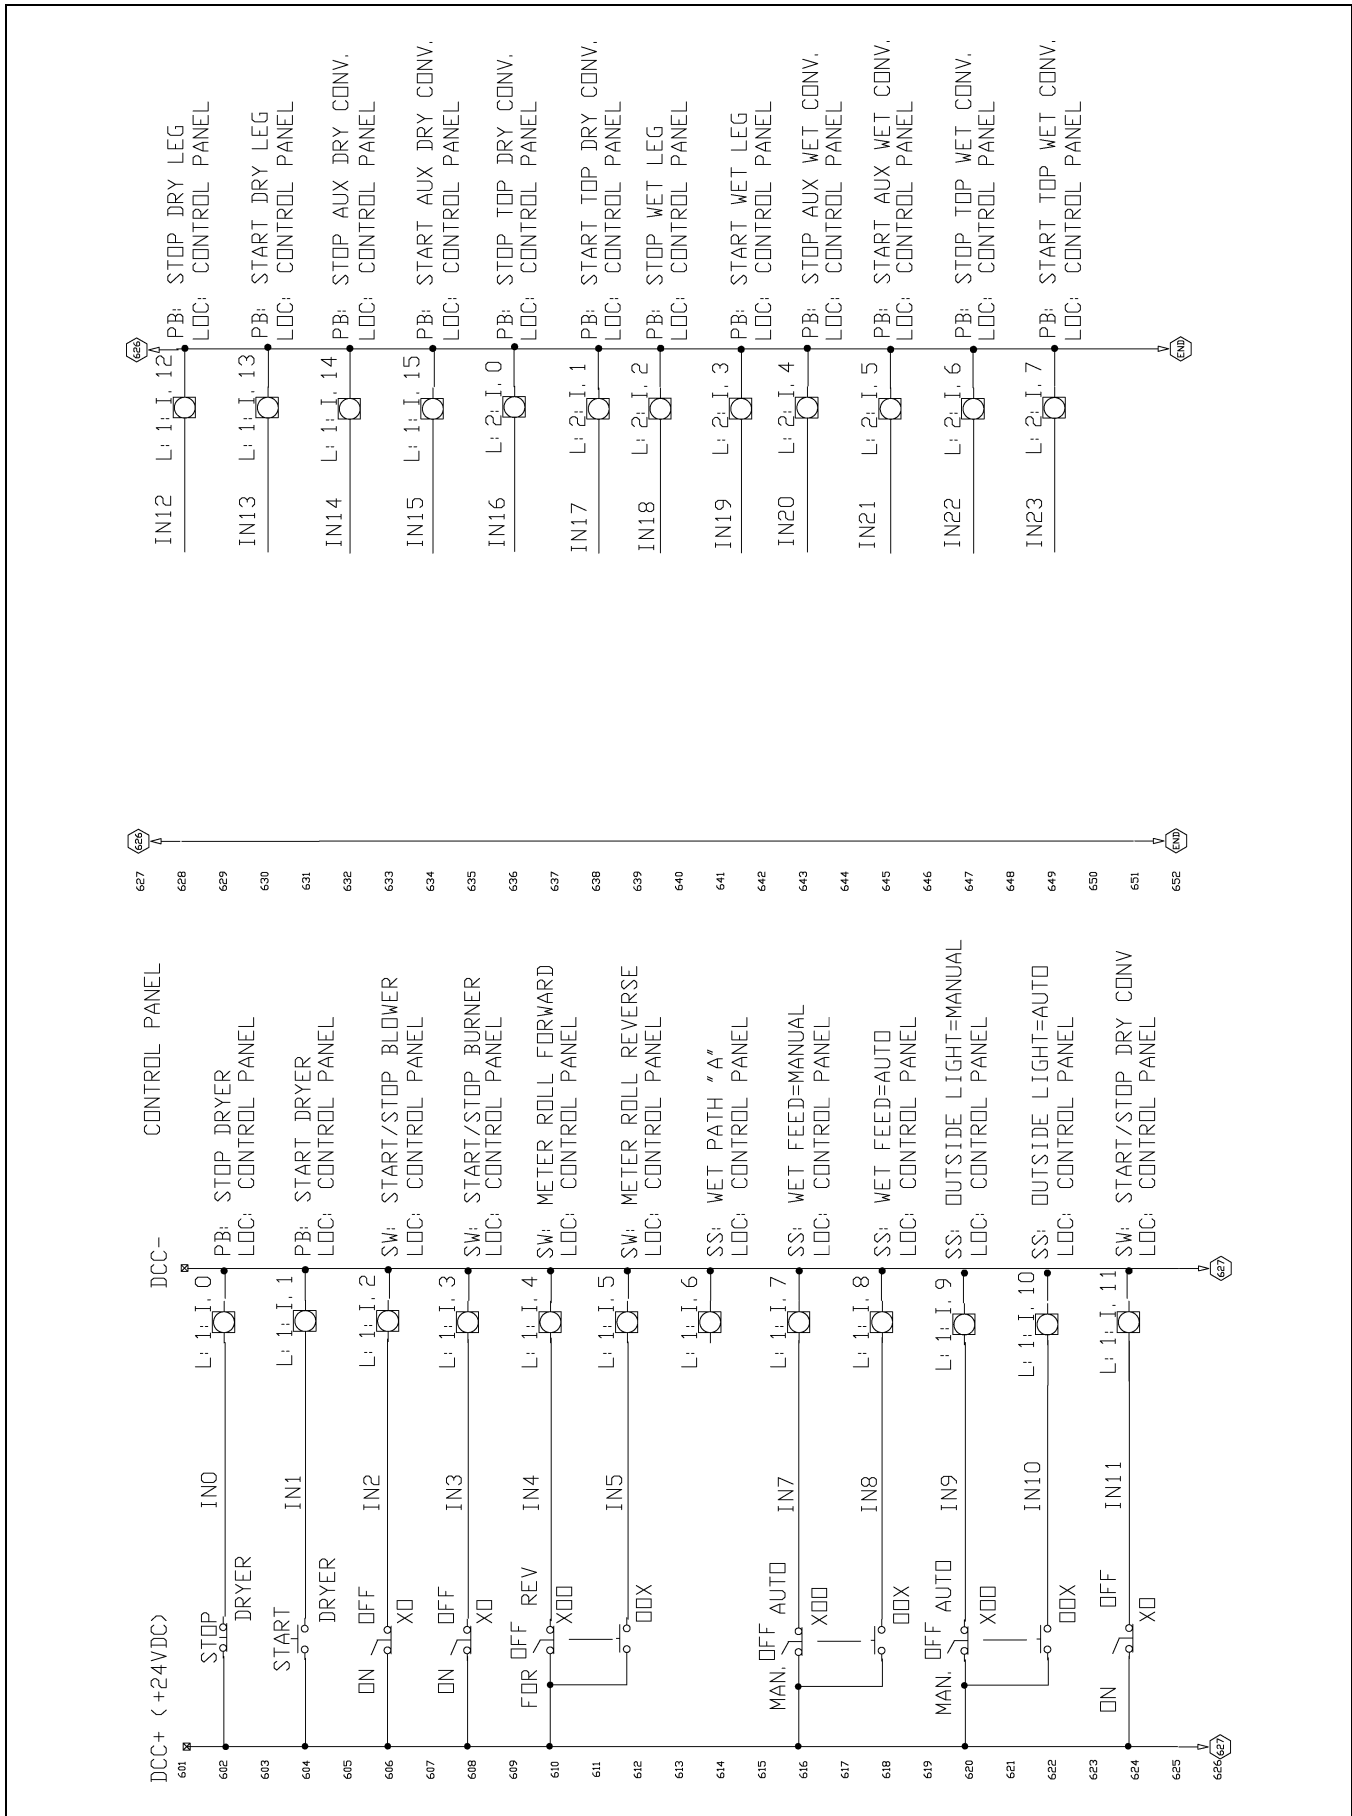 DCC+ (+24VDC)
DCC-
CONTROL PANEL
601
602
STOP
DRYER
IN0
L:1:I.0
PB: STOP DRYER
LOC: CONTROL PANEL
603
604
START
DRYER
IN1
L:1:I.1
PB: START DRYER
LOC: CONTROL PANEL
605
606
ON OFF
XO
IN2
L:1:I.2
SW: START/STOP BLOWER
LOC: CONTROL PANEL
607
608
ON OFF
XO
IN3
L:1:I.3
SW: START/STOP BURNER
LOC: CONTROL PANEL
609
610
FOR OFF REV
XOO
IN4
L:1:I.4
SW: METER ROLL FORWARD
LOC: CONTROL PANEL
611
612
OOX
IN5
L:1:I.5
SW: METER ROLL REVERSE
LOC: CONTROL PANEL
613
614
L:1:I.6
SS: WET PATH "A"
LOC: CONTROL PANEL
615
616
MAN. OFF AUTO
XOO
IN7
L:1:I.7
SS: WET FEED=MANUAL
LOC: CONTROL PANEL
617
618
OOX
IN8
L:1:I.8
SS: WET FEED=AUTO
LOC: CONTROL PANEL
619
620
MAN. OFF AUTO
XOO
IN9
L:1:I.9
SS: OUTSIDE LIGHT=MANUAL
LOC: CONTROL PANEL
621
622
OOX
IN10
L:1:I.10
SS: OUTSIDE LIGHT=AUTO
LOC: CONTROL PANEL
623
624
ON OFF
XO
IN11
L:1:I.11
SW: START/STOP DRY CONV
LOC: CONTROL PANEL
625
626
627
627
627
628
629
630
631
632
633
634
635
636
637
638
639
640
641
642
643
644
645
646
647
648
649
650
651
652
626
END
626
IN12
L:1:I.12
PB: STOP DRY LEG
LOC: CONTROL PANEL
IN13
L:1:I.13
PB: START DRY LEG
LOC: CONTROL PANEL
IN14
L:1:I.14
PB: STOP AUX DRY CONV.
LOC: CONTROL PANEL
IN15
L:1:I.15
PB: START AUX DRY CONV.
LOC: CONTROL PANEL
IN16
L:2:I.0
PB: STOP TOP DRY CONV.
LOC: CONTROL PANEL
IN17
L:2:I.1
PB: START TOP DRY CONV.
LOC: CONTROL PANEL
IN18
L:2:I.2
PB: STOP WET LEG
LOC: CONTROL PANEL
IN19
L:2:I.3
PB: START WET LEG
LOC: CONTROL PANEL
IN20
L:2:I.4
PB: STOP AUX WET CONV.
LOC: CONTROL PANEL
IN21
L:2:I.5
PB: START AUX WET CONV.
LOC: CONTROL PANEL
IN22
L:2:I.6
PB: STOP TOP WET CONV.
LOC: CONTROL PANEL
IN23
L:2:I.7
PB: START TOP WET CONV.
LOC: CONTROL PANEL
END